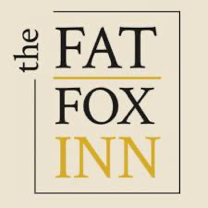 the
FAT
FOX
INN